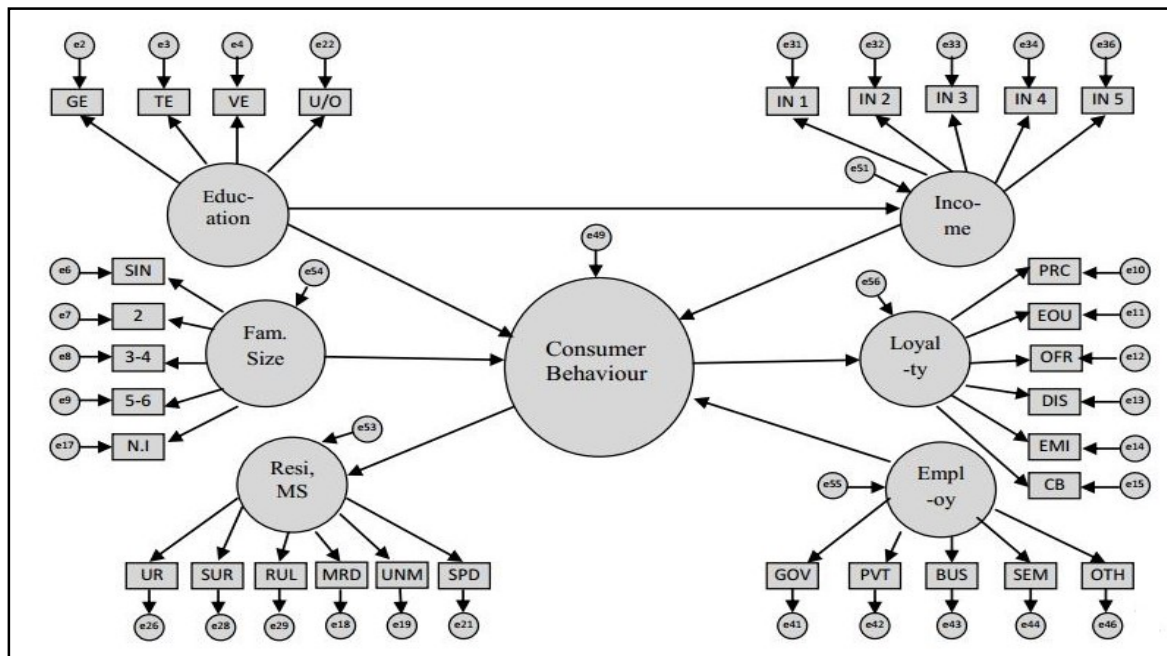 e2 e3 e4 e22 e31 e32 e33 e34 e36
GE TE VE U/O IN 1 IN 2 IN 3 IN 4 IN 5
e51
Educ-
ation
Inco-
me
e49
e6 SIN e54
e7 2
e8 3-4
e9 5-6
e17 N.I
Fam.
Size
Consumer
Behaviour
e56
Loyal
-ty
PRC e10
EOU e11
OFR e12
DIS e13
EMI e14
CB e15
e53
Resi,
MS
e55
Empl
-oy
UR SUR RUL MRD UNM SPD
e26 e28 e29 e18 e19 e21
GOV PVT BUS SEM OTH
e41 e42 e43 e44 e46